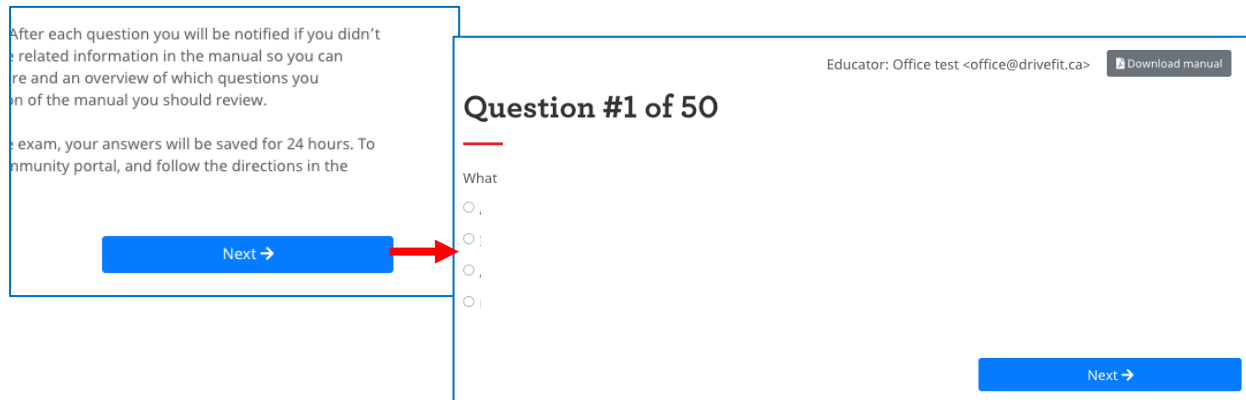 After each question you will be notified if you didn't
related information in the manual so you can
re and an overview of which questions you
n of the manual you should review.
exam, your answers will be saved for 24 hours. To
mmunity portal, and follow the directions in the
Next →
Educator: Office test <office@drivefit.ca>
Download manual
Question #1 of 50
What
Next →